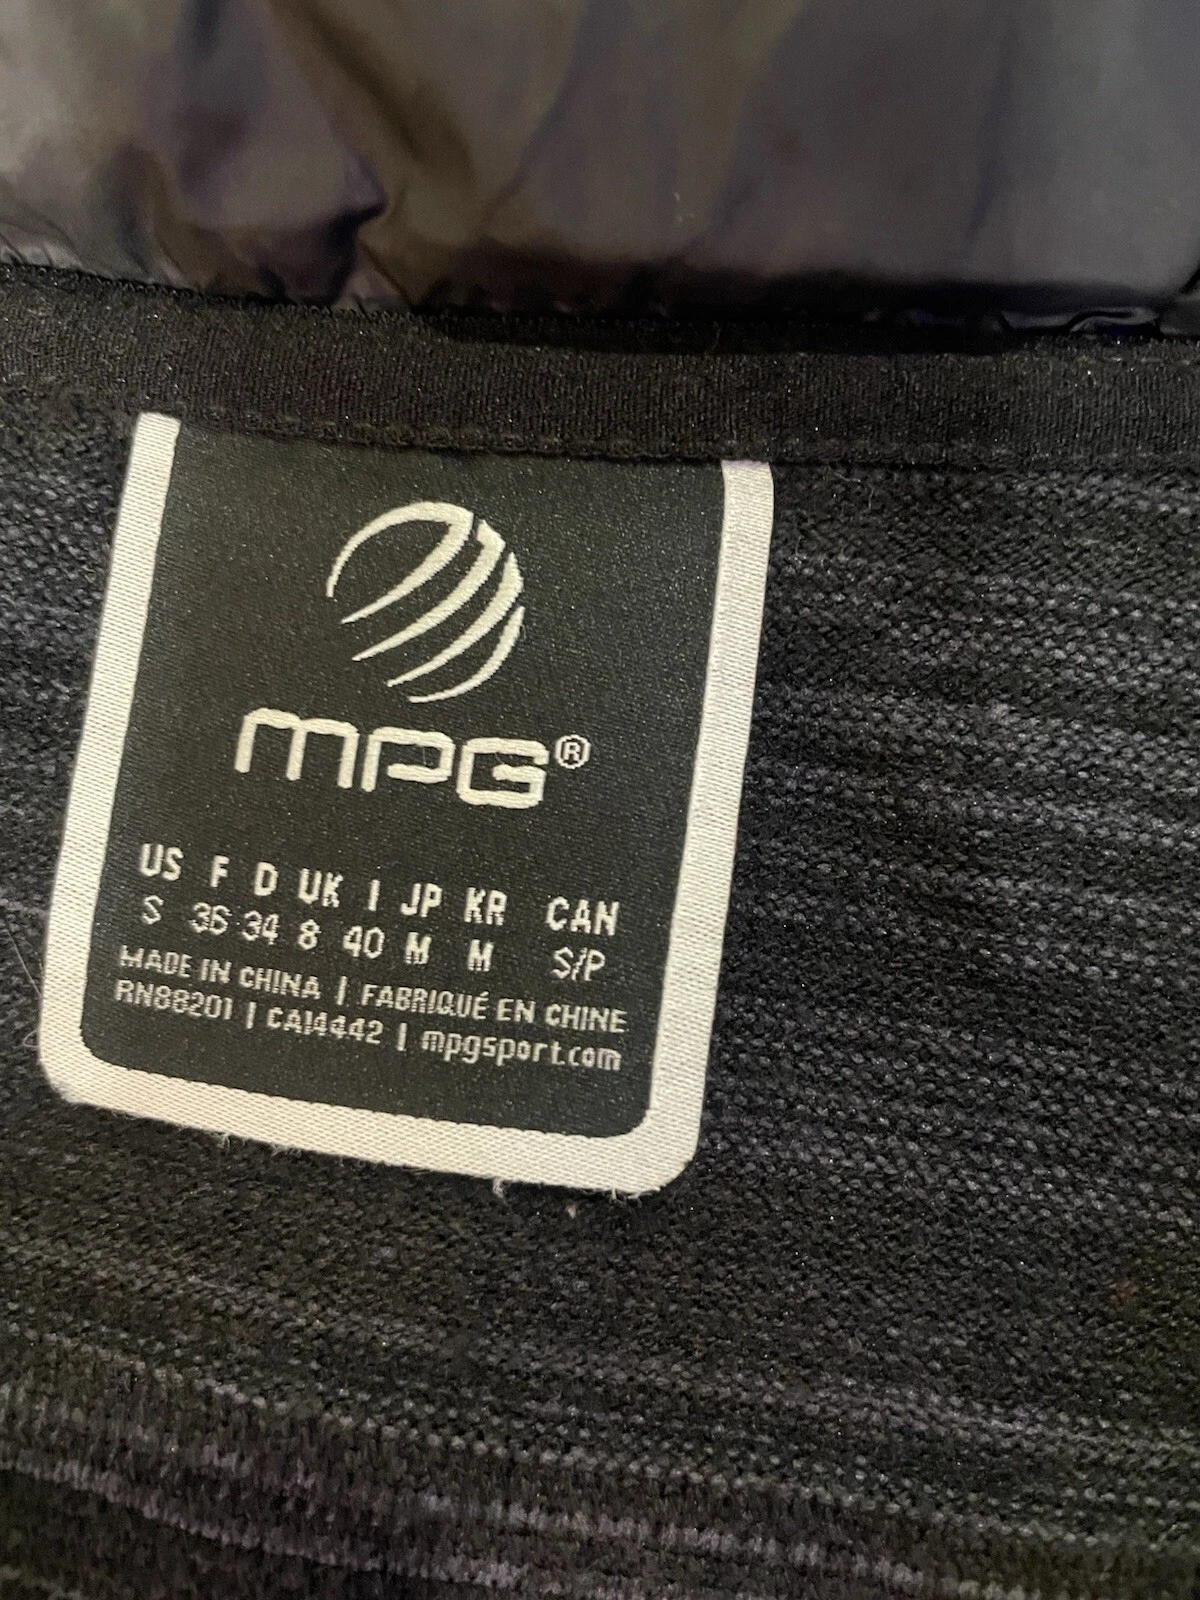 MPG®
US F D UK I JP KR CAN
S 36 34 8 40 M M S/P
MADE IN CHINA | FABRIQUÉ EN CHINE
RN88201 | CA14442 | mpgsport.com